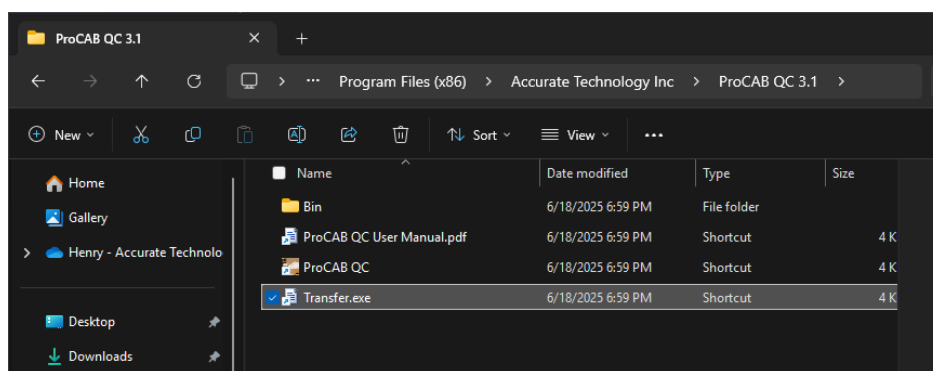 ProCAB QC 3.1
Program Files (x86) > Accurate Technology Inc > ProCAB QC 3.1 >
New Sort View
Name Date modified Type Size
Home
Gallery
Henry - Accurate Technolo
Desktop
Downloads
Bin 6/18/2025 6:59 PM File folder
ProCAB QC User Manual.pdf 6/18/2025 6:59 PM Shortcut 4 K
ProCAB QC 6/18/2025 6:59 PM Shortcut 4 K
Transfer.exe 6/18/2025 6:59 PM Shortcut 4 K